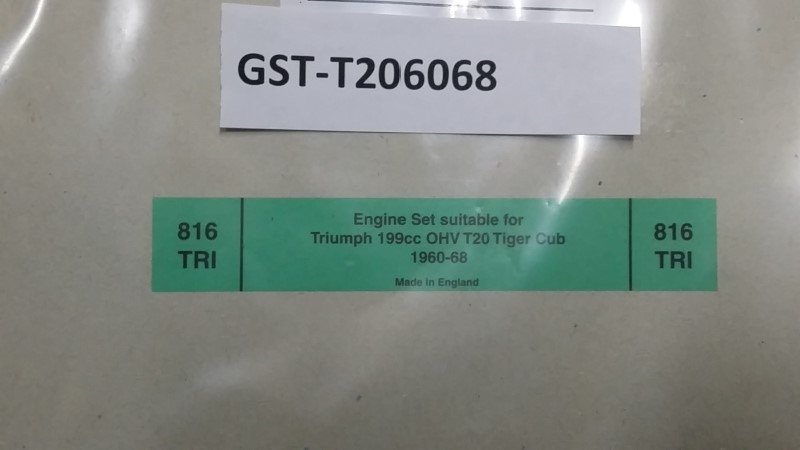 GST-T206068
816
TRI
Engine Set suitable for
Triumph 199cc OHV T20 Tiger Cub
1960-68
Made in England
816
TRI